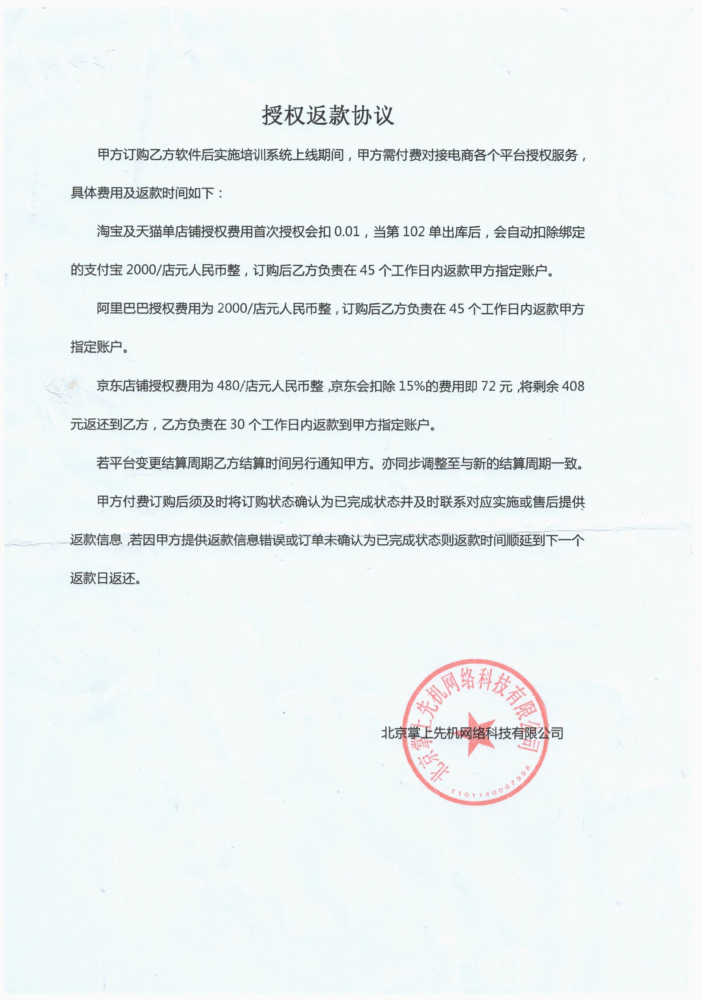 授权返款协议
甲方订购乙方软件后实施培训系统上线期间，甲方需付费对接电商各个平台授权服务，
具体费用及返款时间如下：
淘宝及天猫单店铺授权费用首次授权会扣 0.01，当第 102 单出库后，会自动扣除绑定
的支付宝 2000/店元人民币整，订购后乙方负责在 45 个工作日内返款甲方指定账户。
阿里巴巴授权费用为 2000/店元人民币整，订购后乙方负责在 45 个工作日内返款甲方
指定账户。
京东店铺授权费用为 480/店元人民币整，京东会扣除 15%的费用即 72 元，将剩余 408
元返还到乙方，乙方负责在 30 个工作日内返款到甲方指定账户。
若平台变更结算周期乙方结算时间另行通知甲方。亦同步调整至与新的结算周期一致。
甲方付费订购后须及时将订购状态确认为已完成状态并及时联系对应实施或售后提供
返款信息，若因甲方提供返款信息错误或订单未确认为已完成状态则返款时间顺延到下一个
返款日返还。
北京掌上先机网络科技有限公司
北京掌上先机网络科技有限公司
1101140067998